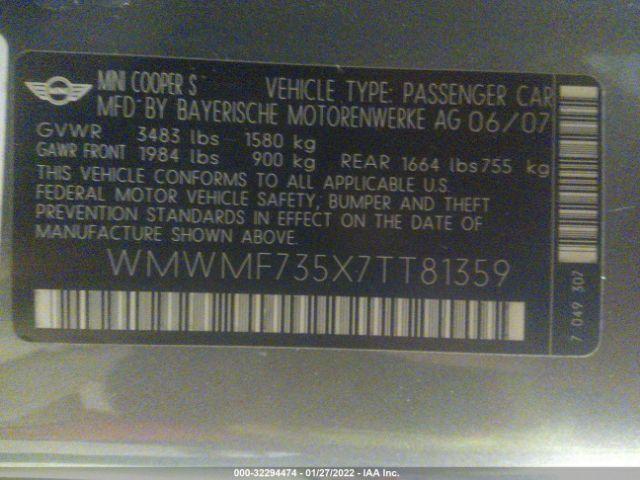 MINI COOPER S VEHICLE TYPE: PASSENGER CAR
MFD BY BAYERISCHE MOTORENWERKE AG 06/07
GVWR 3483 lbs 1580 kg
GAWR FRONT 1984 lbs 900 kg REAR 1664 lbs 755 kg
THIS VEHICLE CONFORMS TO ALL APPLICABLE U.S.
FEDERAL MOTOR VEHICLE SAFETY, BUMPER AND THEFT
PREVENTION STANDARDS IN EFFECT ON THE DATE OF
MANUFACTURE SHOWN ABOVE.
WMWMF735X7TT81359
7 049 307
000-32294474 - 01/27/2022 - IAA Inc.